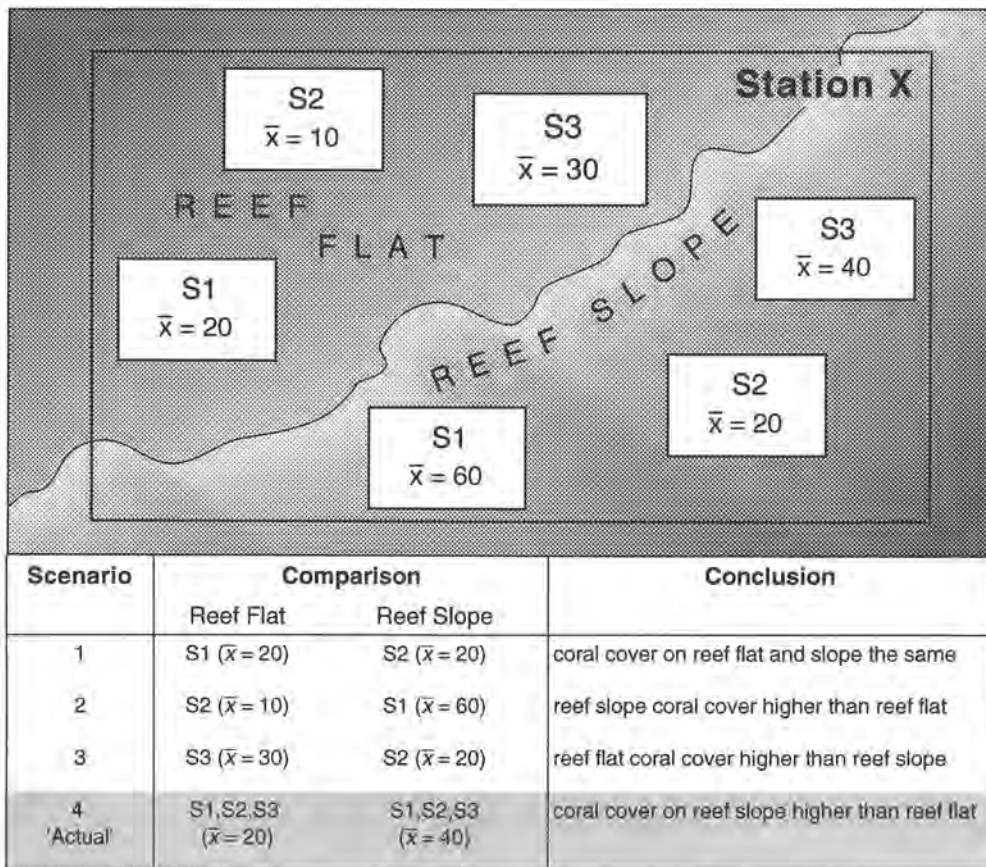 Station X
S2
x̄ = 10
S3
x̄ = 30
REEF
FLAT
S3
x̄ = 40
S1
x̄ = 20
REEF SLOPE
S2
x̄ = 20
S1
x̄ = 60
Scenario Comparison Conclusion
Reef Flat Reef Slope
1 S1 (x̄ = 20) S2 (x̄ = 20) coral cover on reef flat and slope the same
2 S2 (x̄ = 10) S1 (x̄ = 60) reef slope coral cover higher than reef flat
3 S3 (x̄ = 30) S2 (x̄ = 20) reef flat coral cover higher than reef slope
4 S1,S2,S3 S1,S2,S3 coral cover on reef slope higher than reef flat
'Actual' (x̄ = 20) (x̄ = 40)